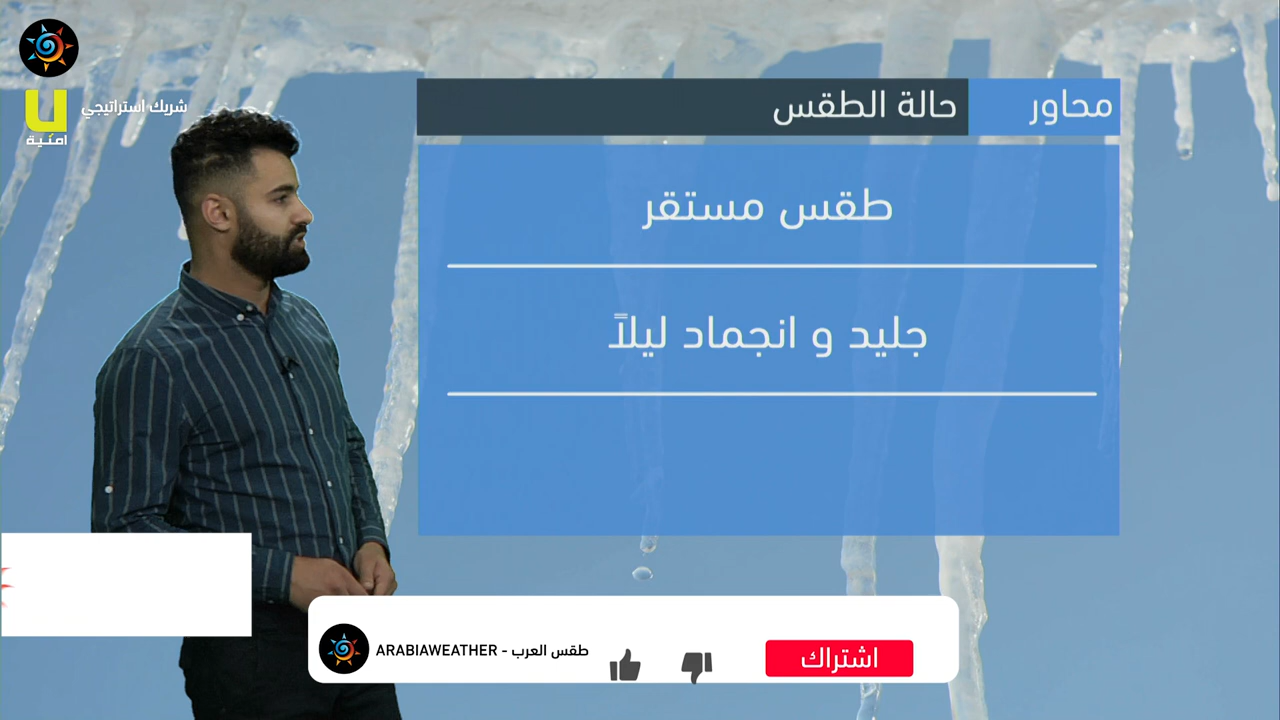 شريك استراتيجي
امنية
محاور
حالة الطقس
طقس مستقر
جليد و انجماد ليلاً
ARABIAWEATHER - طقس العرب
اشتراك